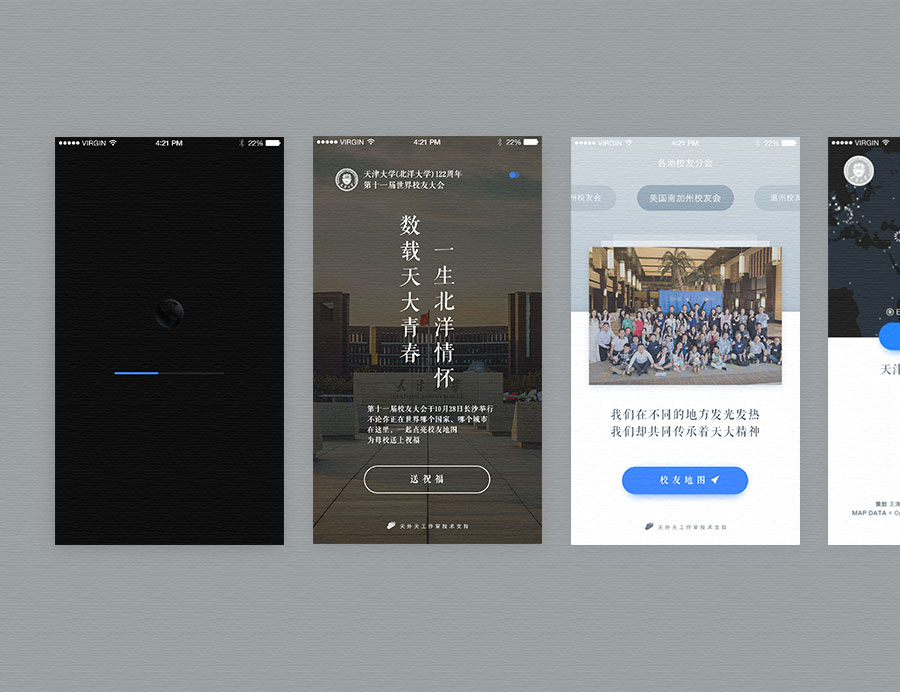 VIRGIN
4:21 PM
22%
VIRGIN
4:21 PM
22%
天津大学(北洋大学)122周年
第十一届世界校友大会
数载天大青春
一生北洋情怀
天津大学
第十一届校友大会于10月28日长沙举行
不论你正在世界哪个国家、哪个城市
在这里，一起点亮校友地图
为母校送上祝福
送祝福
天外天工作室技术支持
VIRGIN
4:21 PM
22%
各地校友分会
州校友会
美国南加州校友会
温州校友
我们在不同的地方发光发热
我们却共同传承着天大精神
校友地图
天外天工作室技术支持
VIRGIN
天津
MAP DATA ©